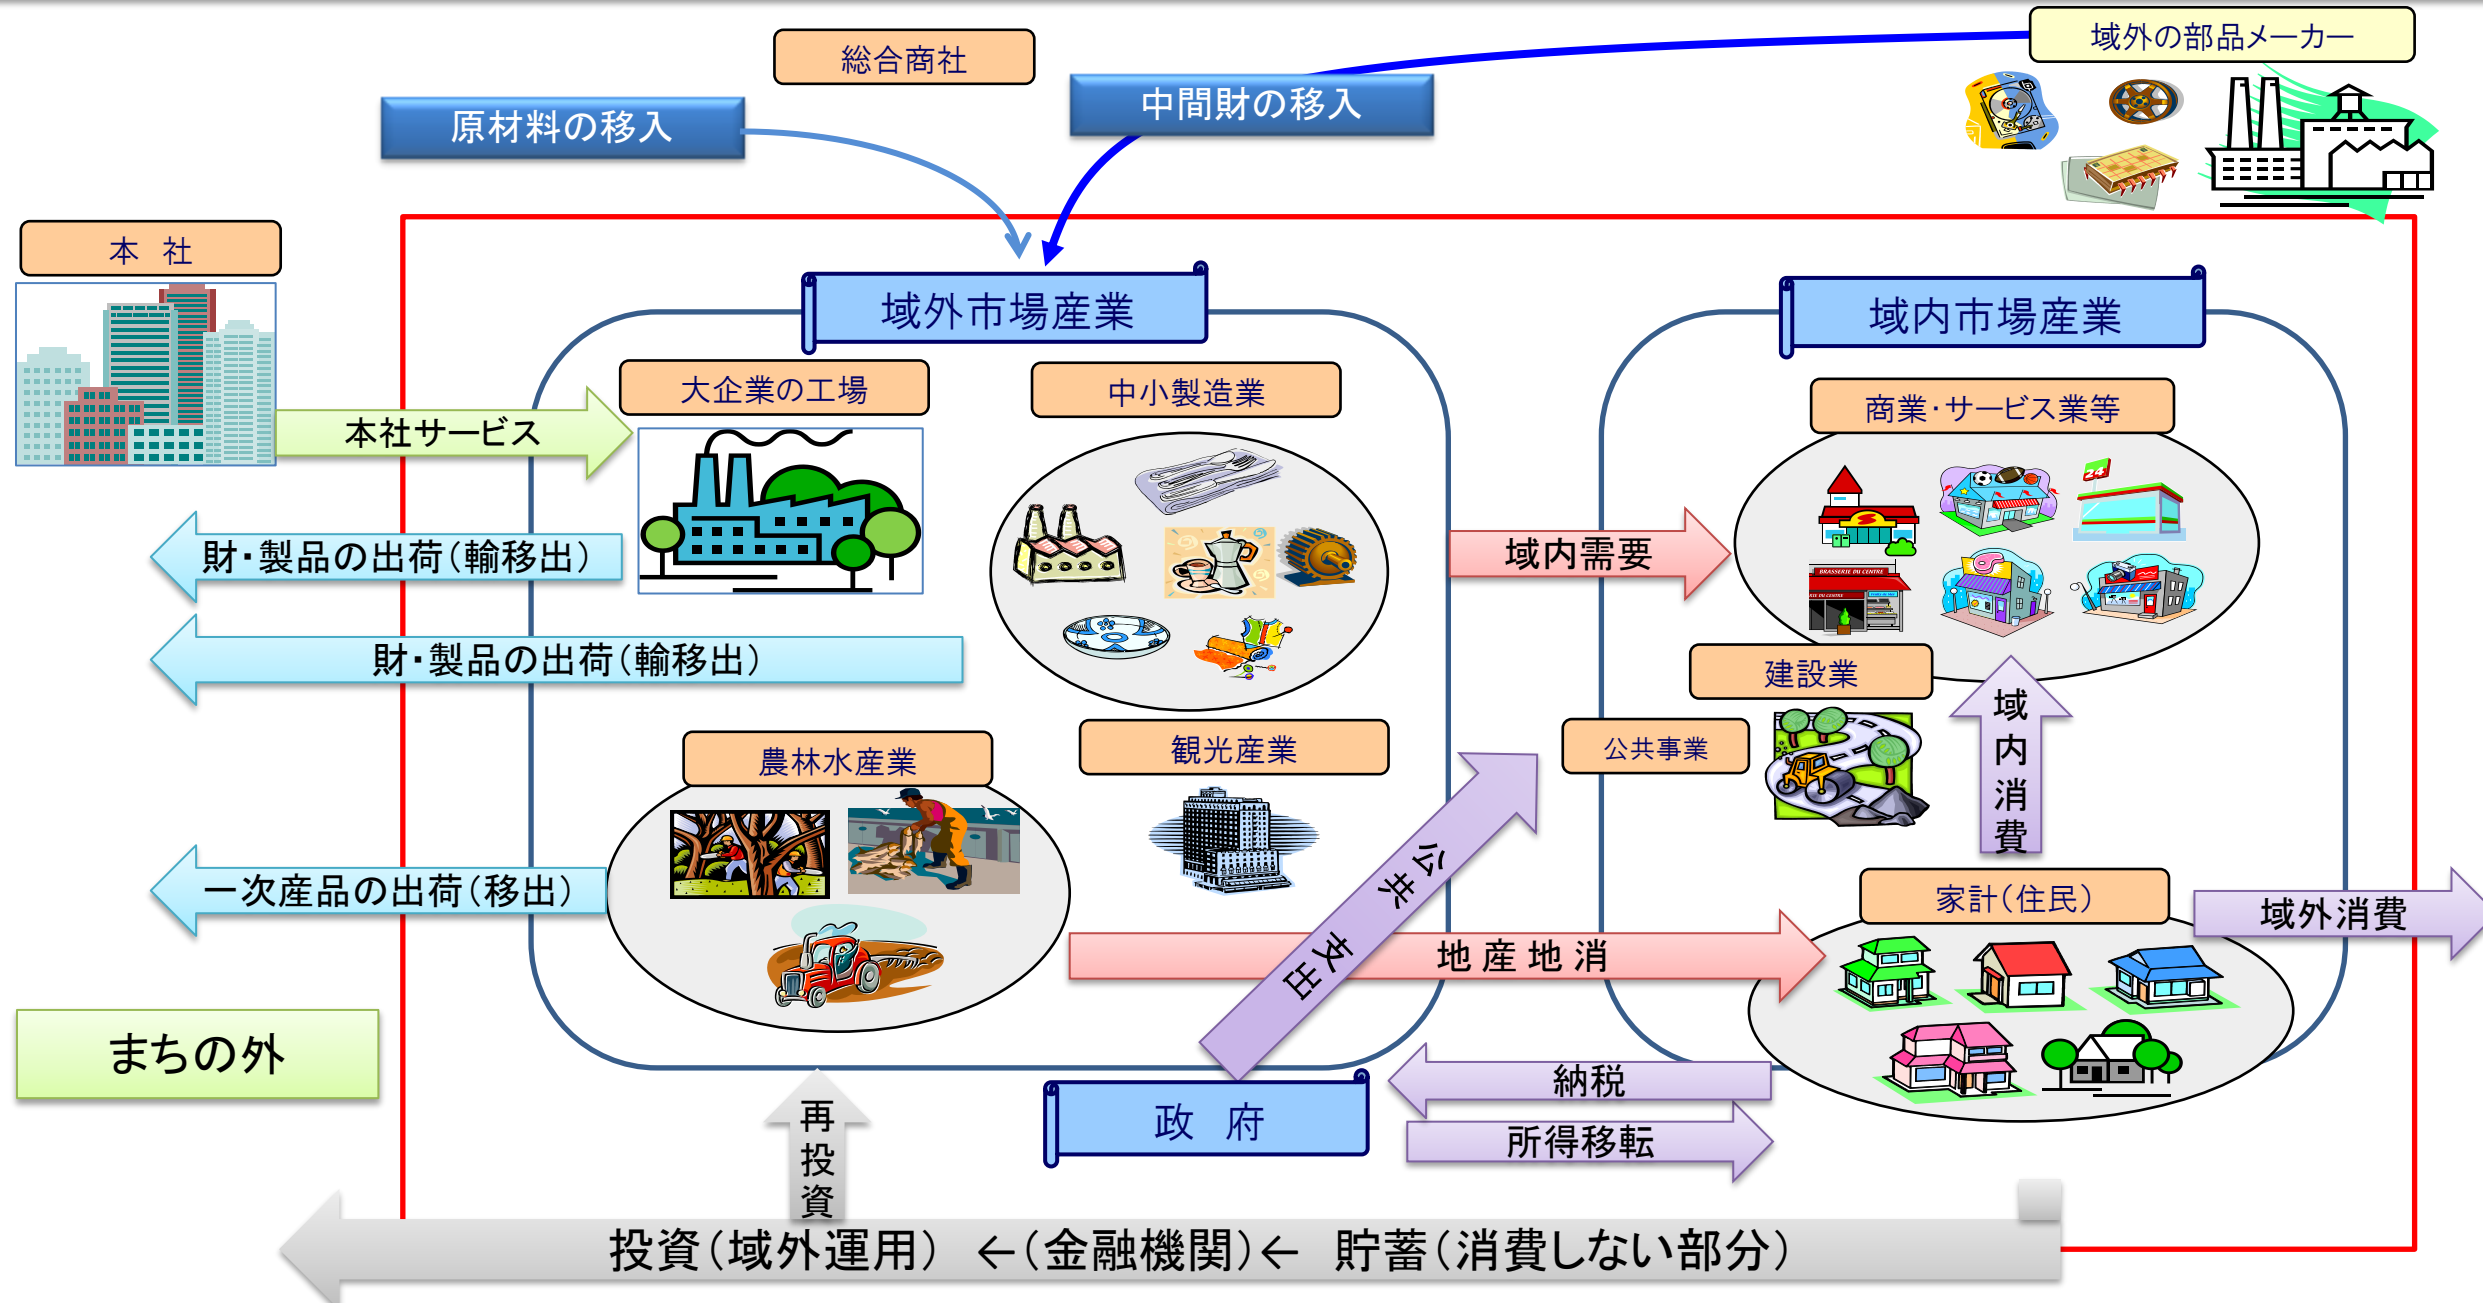 総合商社
域外の部品メーカー
原材料の移入
中間財の移入
本 社
域外市場産業
域内市場産業
大企業の工場
中小製造業
商業・サービス業等
本社サービス
24
財・製品の出荷(輸移出)
域内需要
BRASSERIE DU CENTRE
財・製品の出荷(輸移出)
建設業
域内消費
農林水産業
観光産業
公共事業
公共支出
一次産品の出荷(移出)
家計(住民)
域外消費
地 産 地 消
まちの外
納税
政 府
所得移転
再投資
投資(域外運用) ←(金融機関)← 貯蓄(消費しない部分)